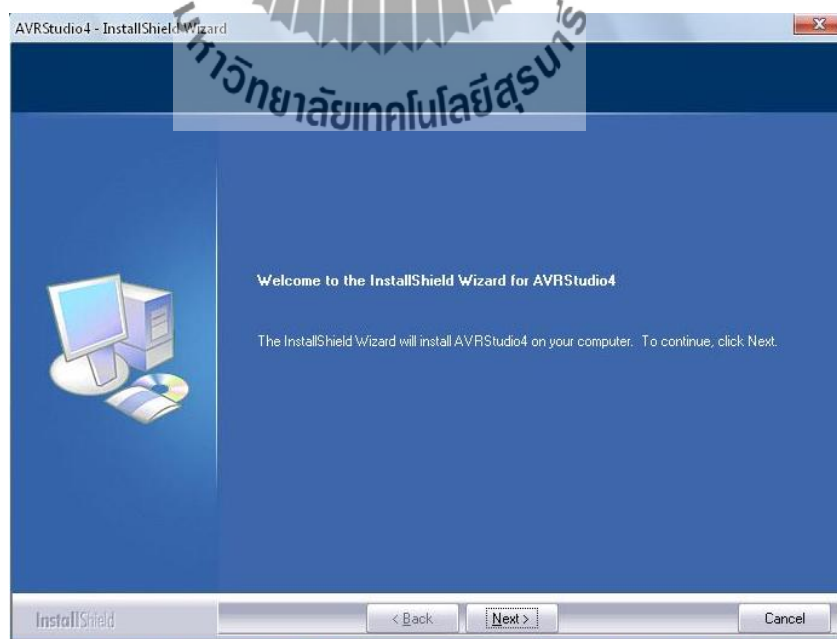 AVRStudio4 - InstallShield Wizard
มหาวิทยาลัยเทคโนโลยีสุรนาร
Welcome to the InstallShield Wizard for AVRStudio4
The InstallShield Wizard will install AVRStudio4 on your computer. To continue, click Next.
InstallShield
< Back
Next >
Cancel